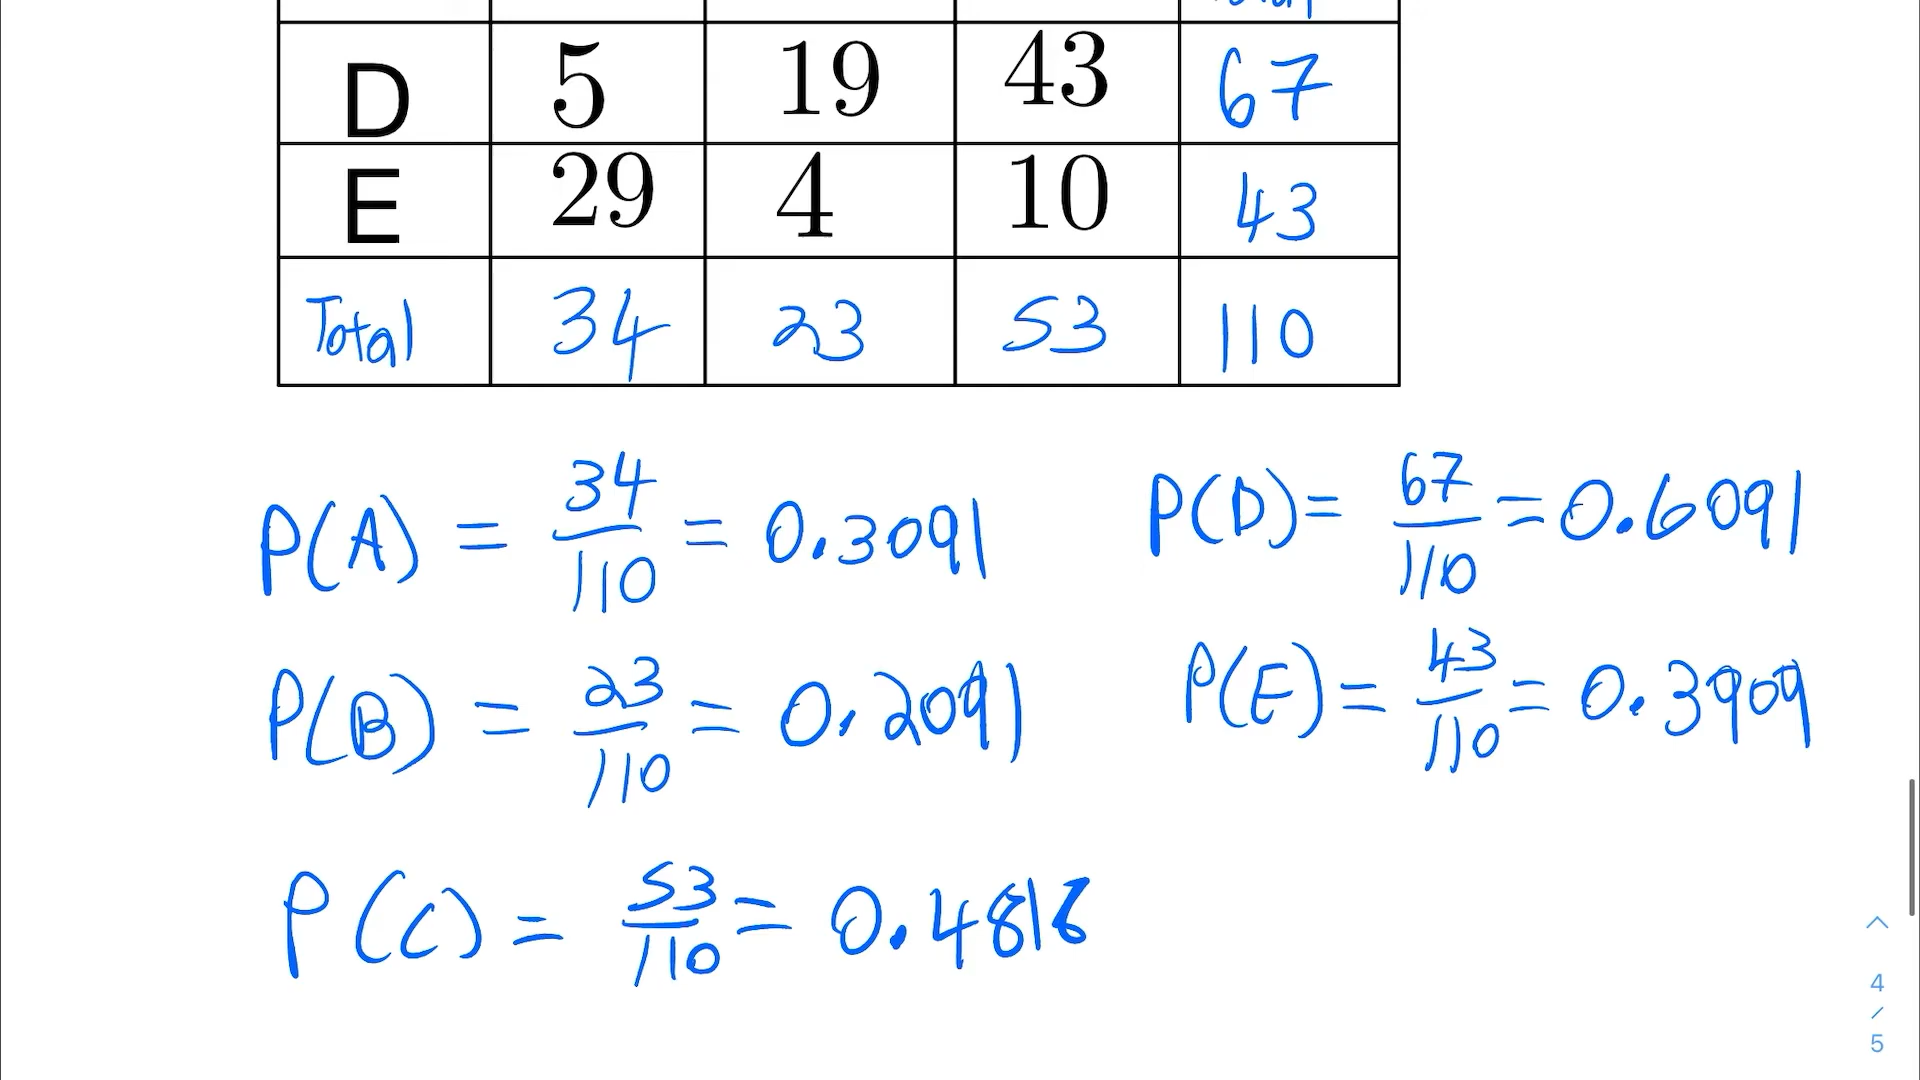 Total
D 5 19 43 67
E 29 4 10 43
Total 34 23 53 110
P(A) = 34/110 = 0.3091
P(D) = 67/110 = 0.6091
P(B) = 23/110 = 0.2091
P(E) = 43/110 = 0.3909
P(C) = 53/110 = 0.4818
4
/
5